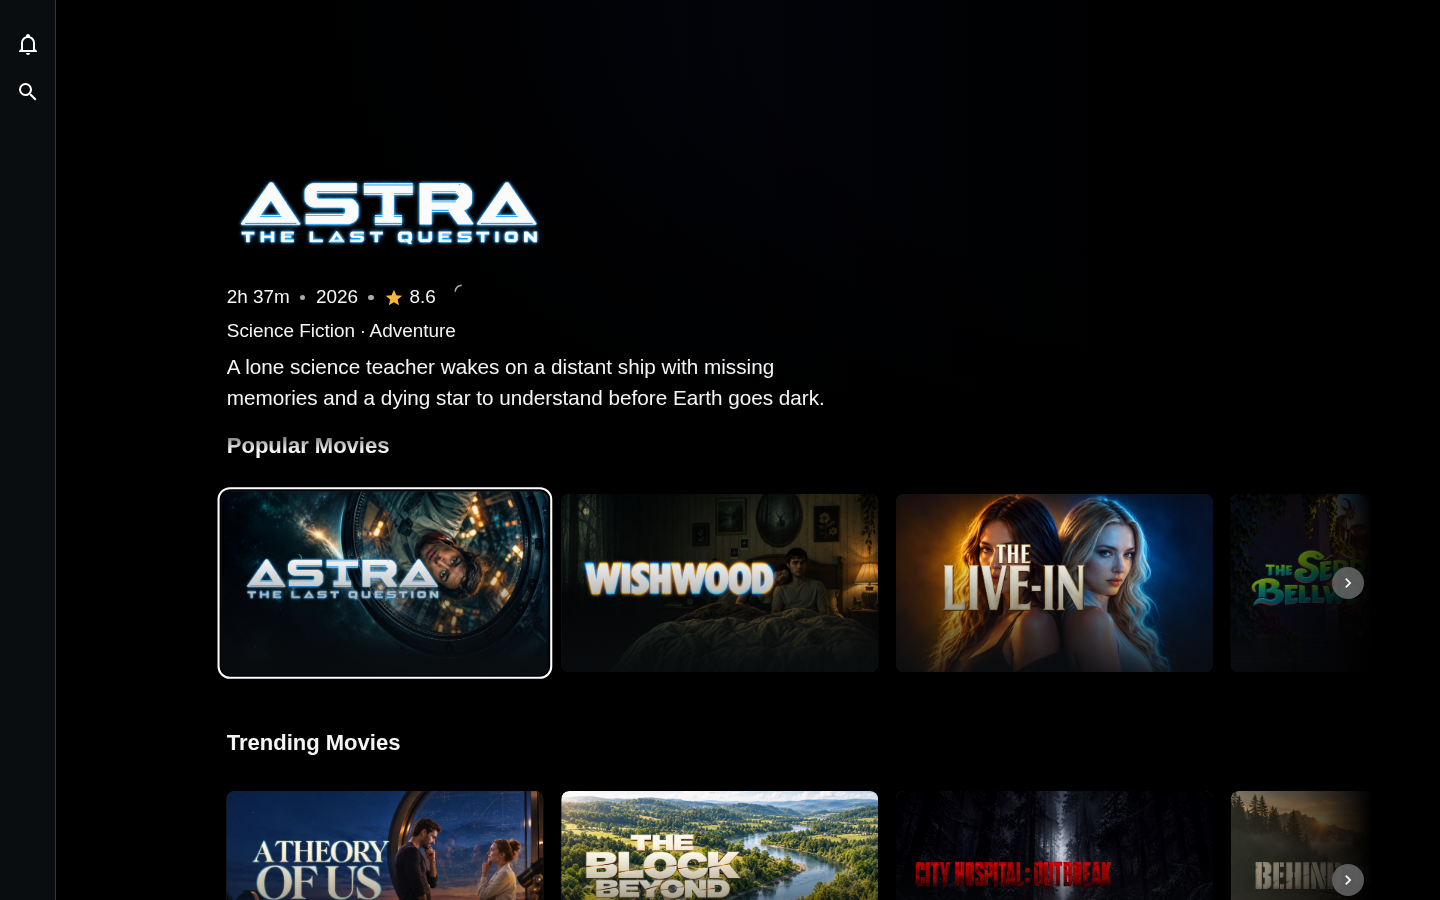 ASTRA
THE LAST QUESTION
2h 37m • 2026 • 8.6
Science Fiction · Adventure
A lone science teacher wakes on a distant ship with missing
memories and a dying star to understand before Earth goes dark.
Popular Movies
ASTRA
THE LAST QUESTION
WISHWOOD
THE
LIVE-IN
THE
Trending Movies
A THEORY
OF US
THE
BLOCK
BEYOND
CITY HOSPITAL: OUTBREAK